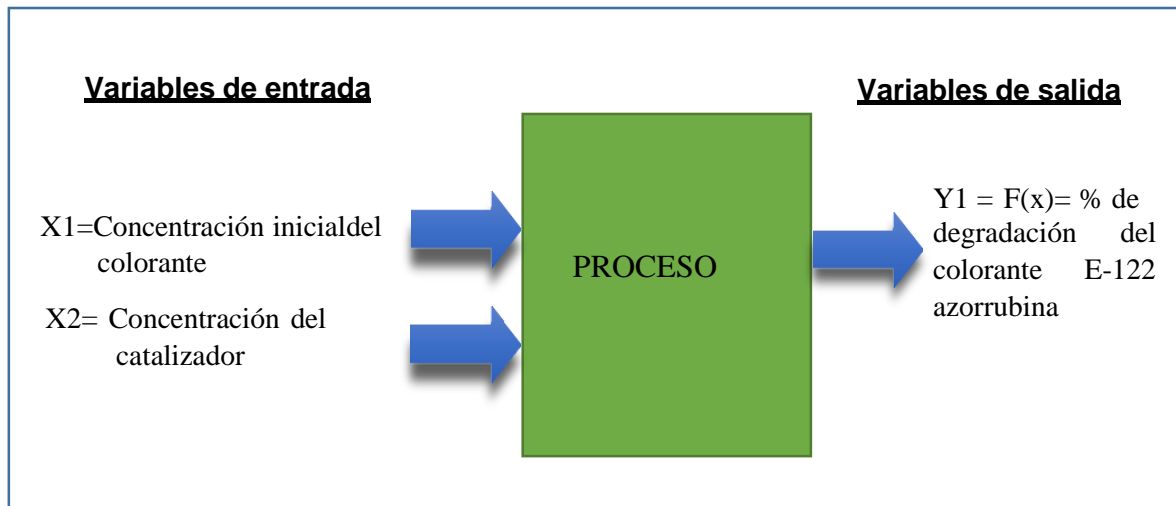 Variables de entrada
X1=Concentración inicialdel
colorante
X2= Concentración del
catalizador
PROCESO
Variables de salida
Y1 = F(x)= % de
degradación del
colorante E-122
azorrubina